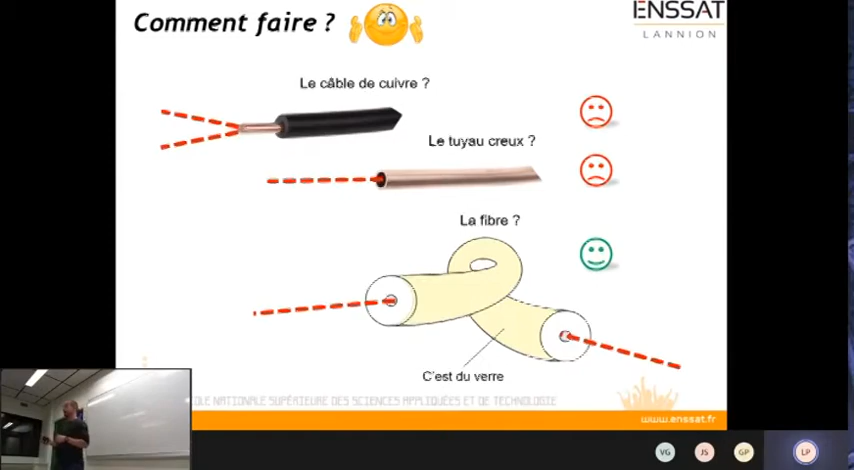 Comment faire ?
ENSSAT
LANNION
Le câble de cuivre ?
Le tuyau creux ?
La fibre ?
C'est du verre
OLE NATIONALE SUPÉRIEURE DES SCIENCES APPLIQUÉES ET DE TECHNOLOGIE
www.enssat.fr
VG
JS
GP
LP